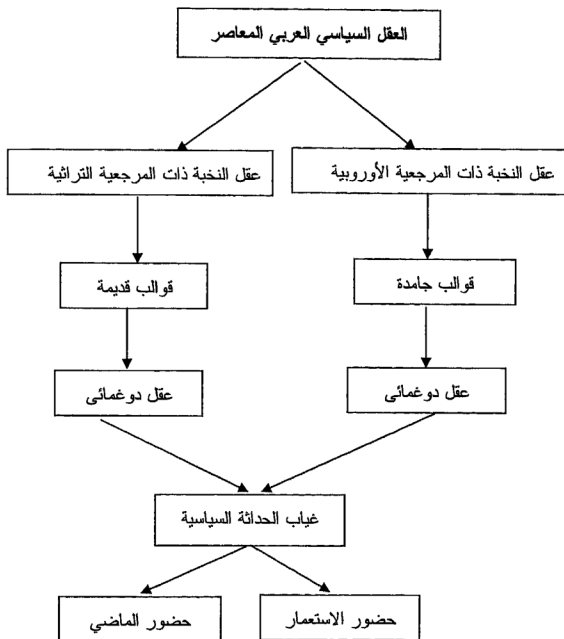 العقل السياسي العربي المعاصر
عقل النخبة ذات المرجعية الأوروبية
عقل النخبة ذات المرجعية التراثية
قوالب جامدة
قوالب قديمة
عقل دوغمائى
عقل دوغمائى
غياب الحداثة السياسية
حضور الاستعمار
حضور الماضي